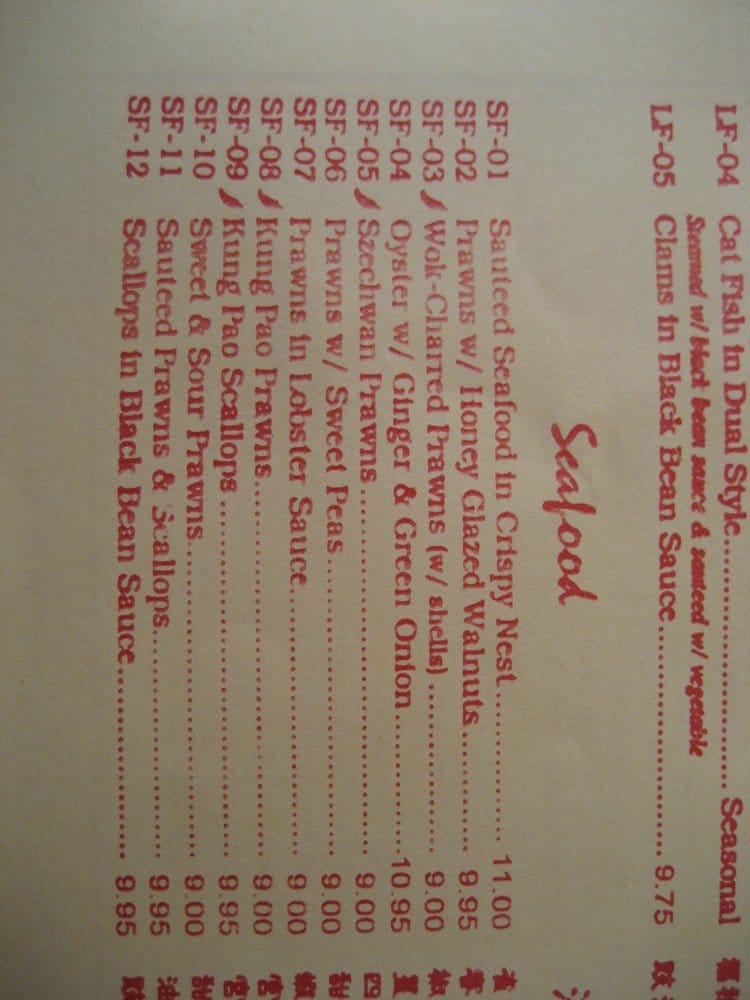 LF-04 Cat Fish in Dual Style........................ Seasonal
Steamed w/ black bean sauce & sauteed w/ vegetable
LF-05 Clams in Black Bean Sauce........................ 9.75
Seafood
SF-01 Sauteed Seafood in Crispy Nest................ 11.00
SF-02 Prawns w/ Honey Glazed Walnuts............. 9.95
SF-03 Wok-Charred Prawns (w/ shells).................. 9.00
SF-04 Oyster w/ Ginger & Green Onion...............10.95
SF-05 Szechwan Prawns........................................ 9.00
SF-06 Prawns w/ Sweet Peas................................ 9.00
SF-07 Prawns in Lobster Sauce............................. 9.00
SF-08 Kung Pao Prawns....................................... 9.00
SF-09 Kung Pao Scallops..................................... 9.95
SF-10 Sweet & Sour Prawns................................. 9.00
SF-11 Sauteed Prawns & Scallops......................... 9.95
SF-12 Scallops in Black Bean Sauce..................... 9.95